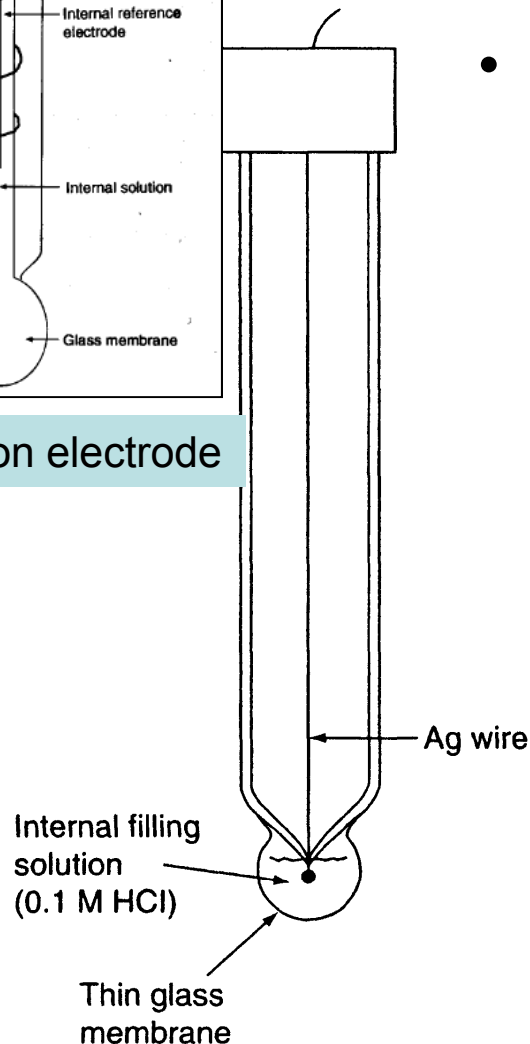 Internal reference
electrode
Internal solution
Glass membrane
on electrode
Ag wire
Internal filling
solution
(0.1 M HCl)
Thin glass
membrane